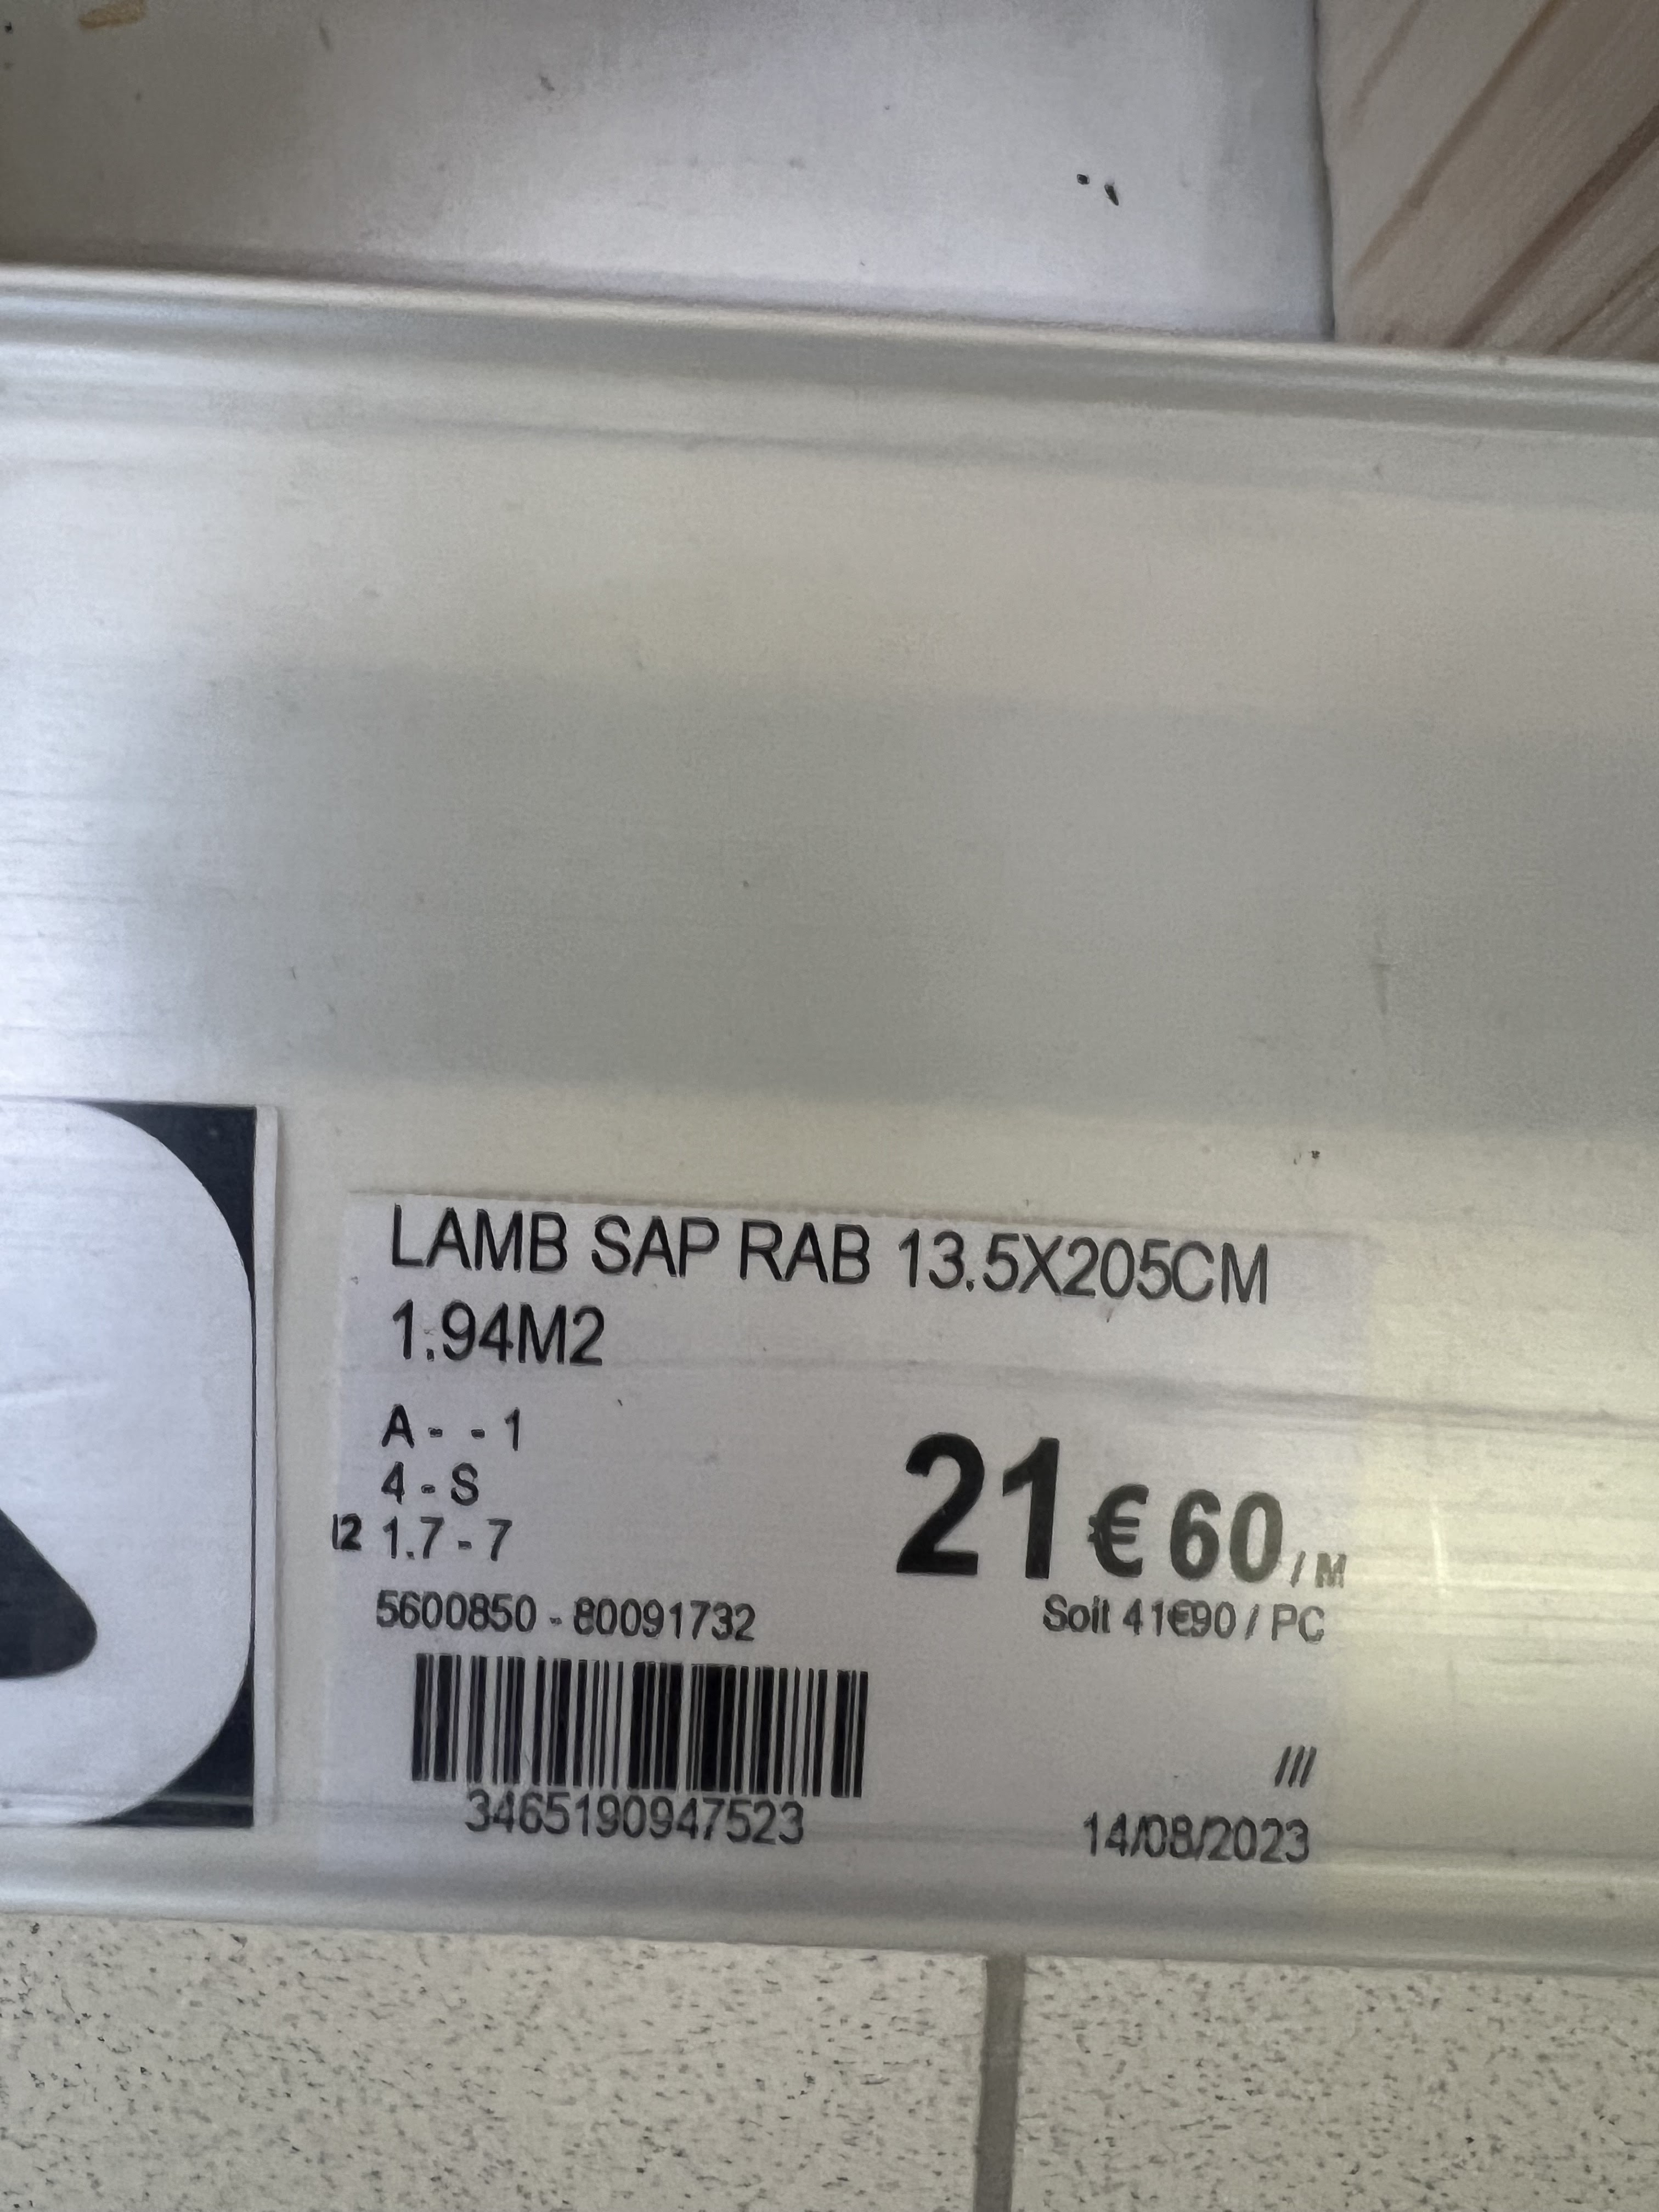 LAMB SAP RAB 13.5X205CM
1.94M2
A - - 1
4 - S
12 1.7 - 7
21 € 60 / M
5600850 - 80091732
Soit 41€90 / PC
///
3465190947523
14/08/2023